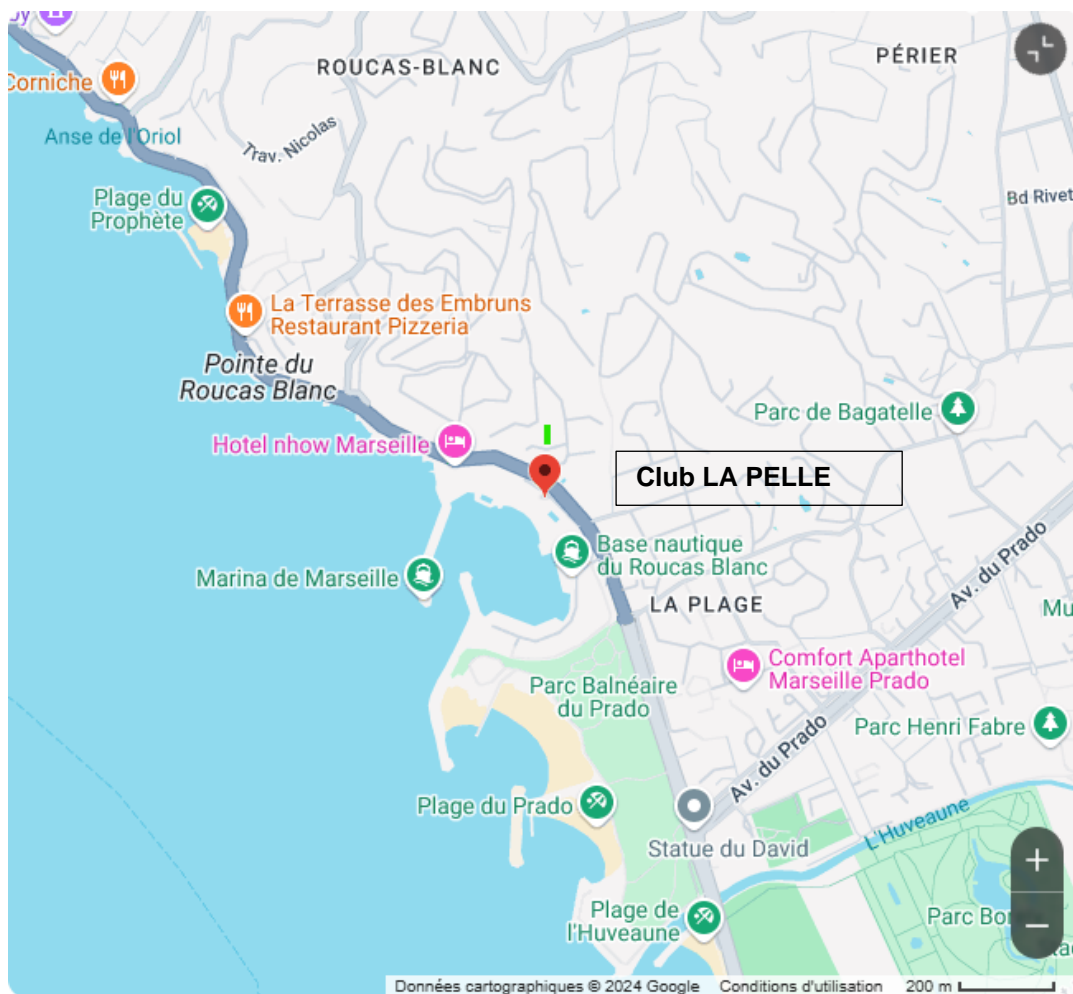 ROUCAS-BLANC
PÉRIER
Corniche
Anse de l'Oriol
Trav. Nicolas
Plage du
Prophète
Bd Rivet
La Terrasse des Embruns
Restaurant Pizzeria
Pointe du
Roucas Blanc
Parc de Bagatelle
Hotel nhow Marseille
Club LA PELLE
Base nautique
du Roucas Blanc
Marina de Marseille
LA PLAGE
Av. du Prado
Mu
Comfort Aparthotel
Marseille Prado
Parc Balnéaire
du Prado
Parc Henri Fabre
Av. du Prado
Plage du Prado
Statue du David
L'Huveaune
Plage de
l'Huveaune
Parc Bor
Données cartographiques © 2024 Google Conditions d'utilisation 200 m